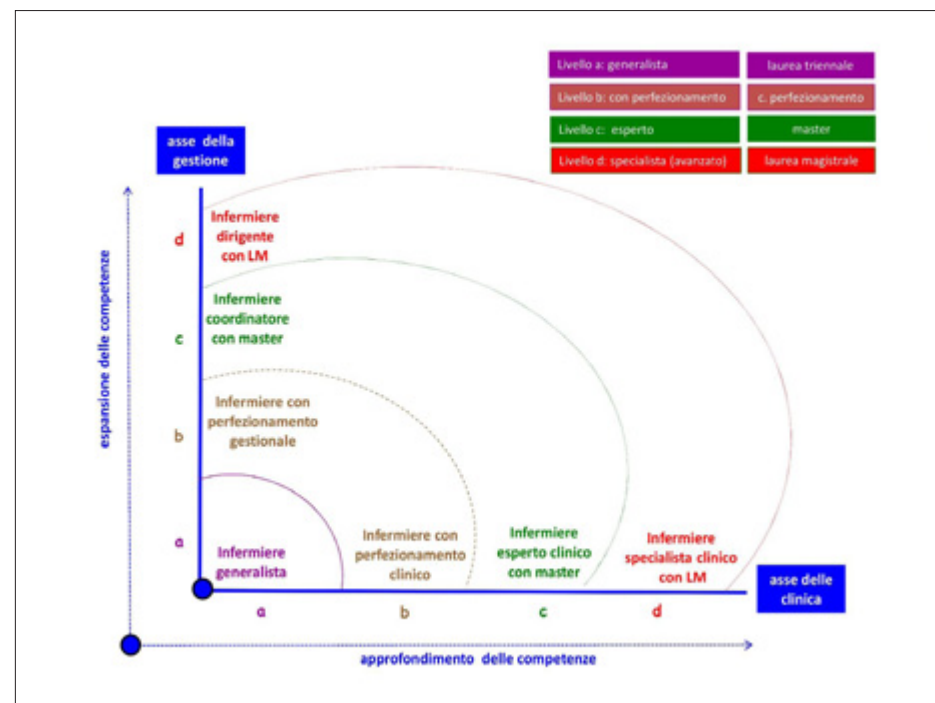 Livello a: generalista
laurea triennale
Livello b: con perfezionamento
c. perfezionamento
Livello c: esperto
master
Livello d: specialista (avanzato)
laurea magistrale
asse della
gestione
espansione delle competenze
d
Infermiere
dirigente
con LM
c
Infermiere
coordinatore
con master
b
Infermiere con
perfezionamento
gestionale
a
Infermiere
generalista
Infermiere con
perfezionamento
clinico
Infermiere
esperto clinico
con master
Infermiere
specialista clinico
con LM
asse delle
clinica
a
b
c
d
approfondimento delle competenze